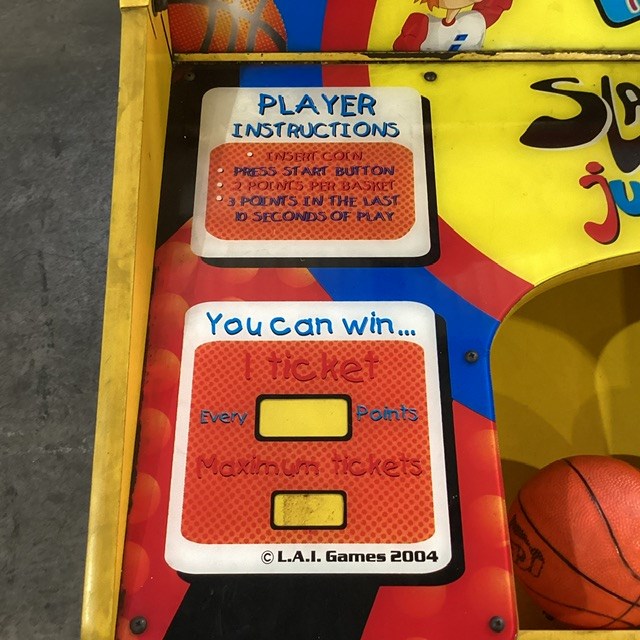 PLAYER
INSTRUCTIONS
• INSERT COIN
• PRESS START BUTTON
• 2 POINTS PER BASKET
• 3 POINTS IN THE LAST
10 SECONDS OF PLAY
You can win...
1 ticket
Every Points
Maximum tickets
© L.A.I. Games 2004